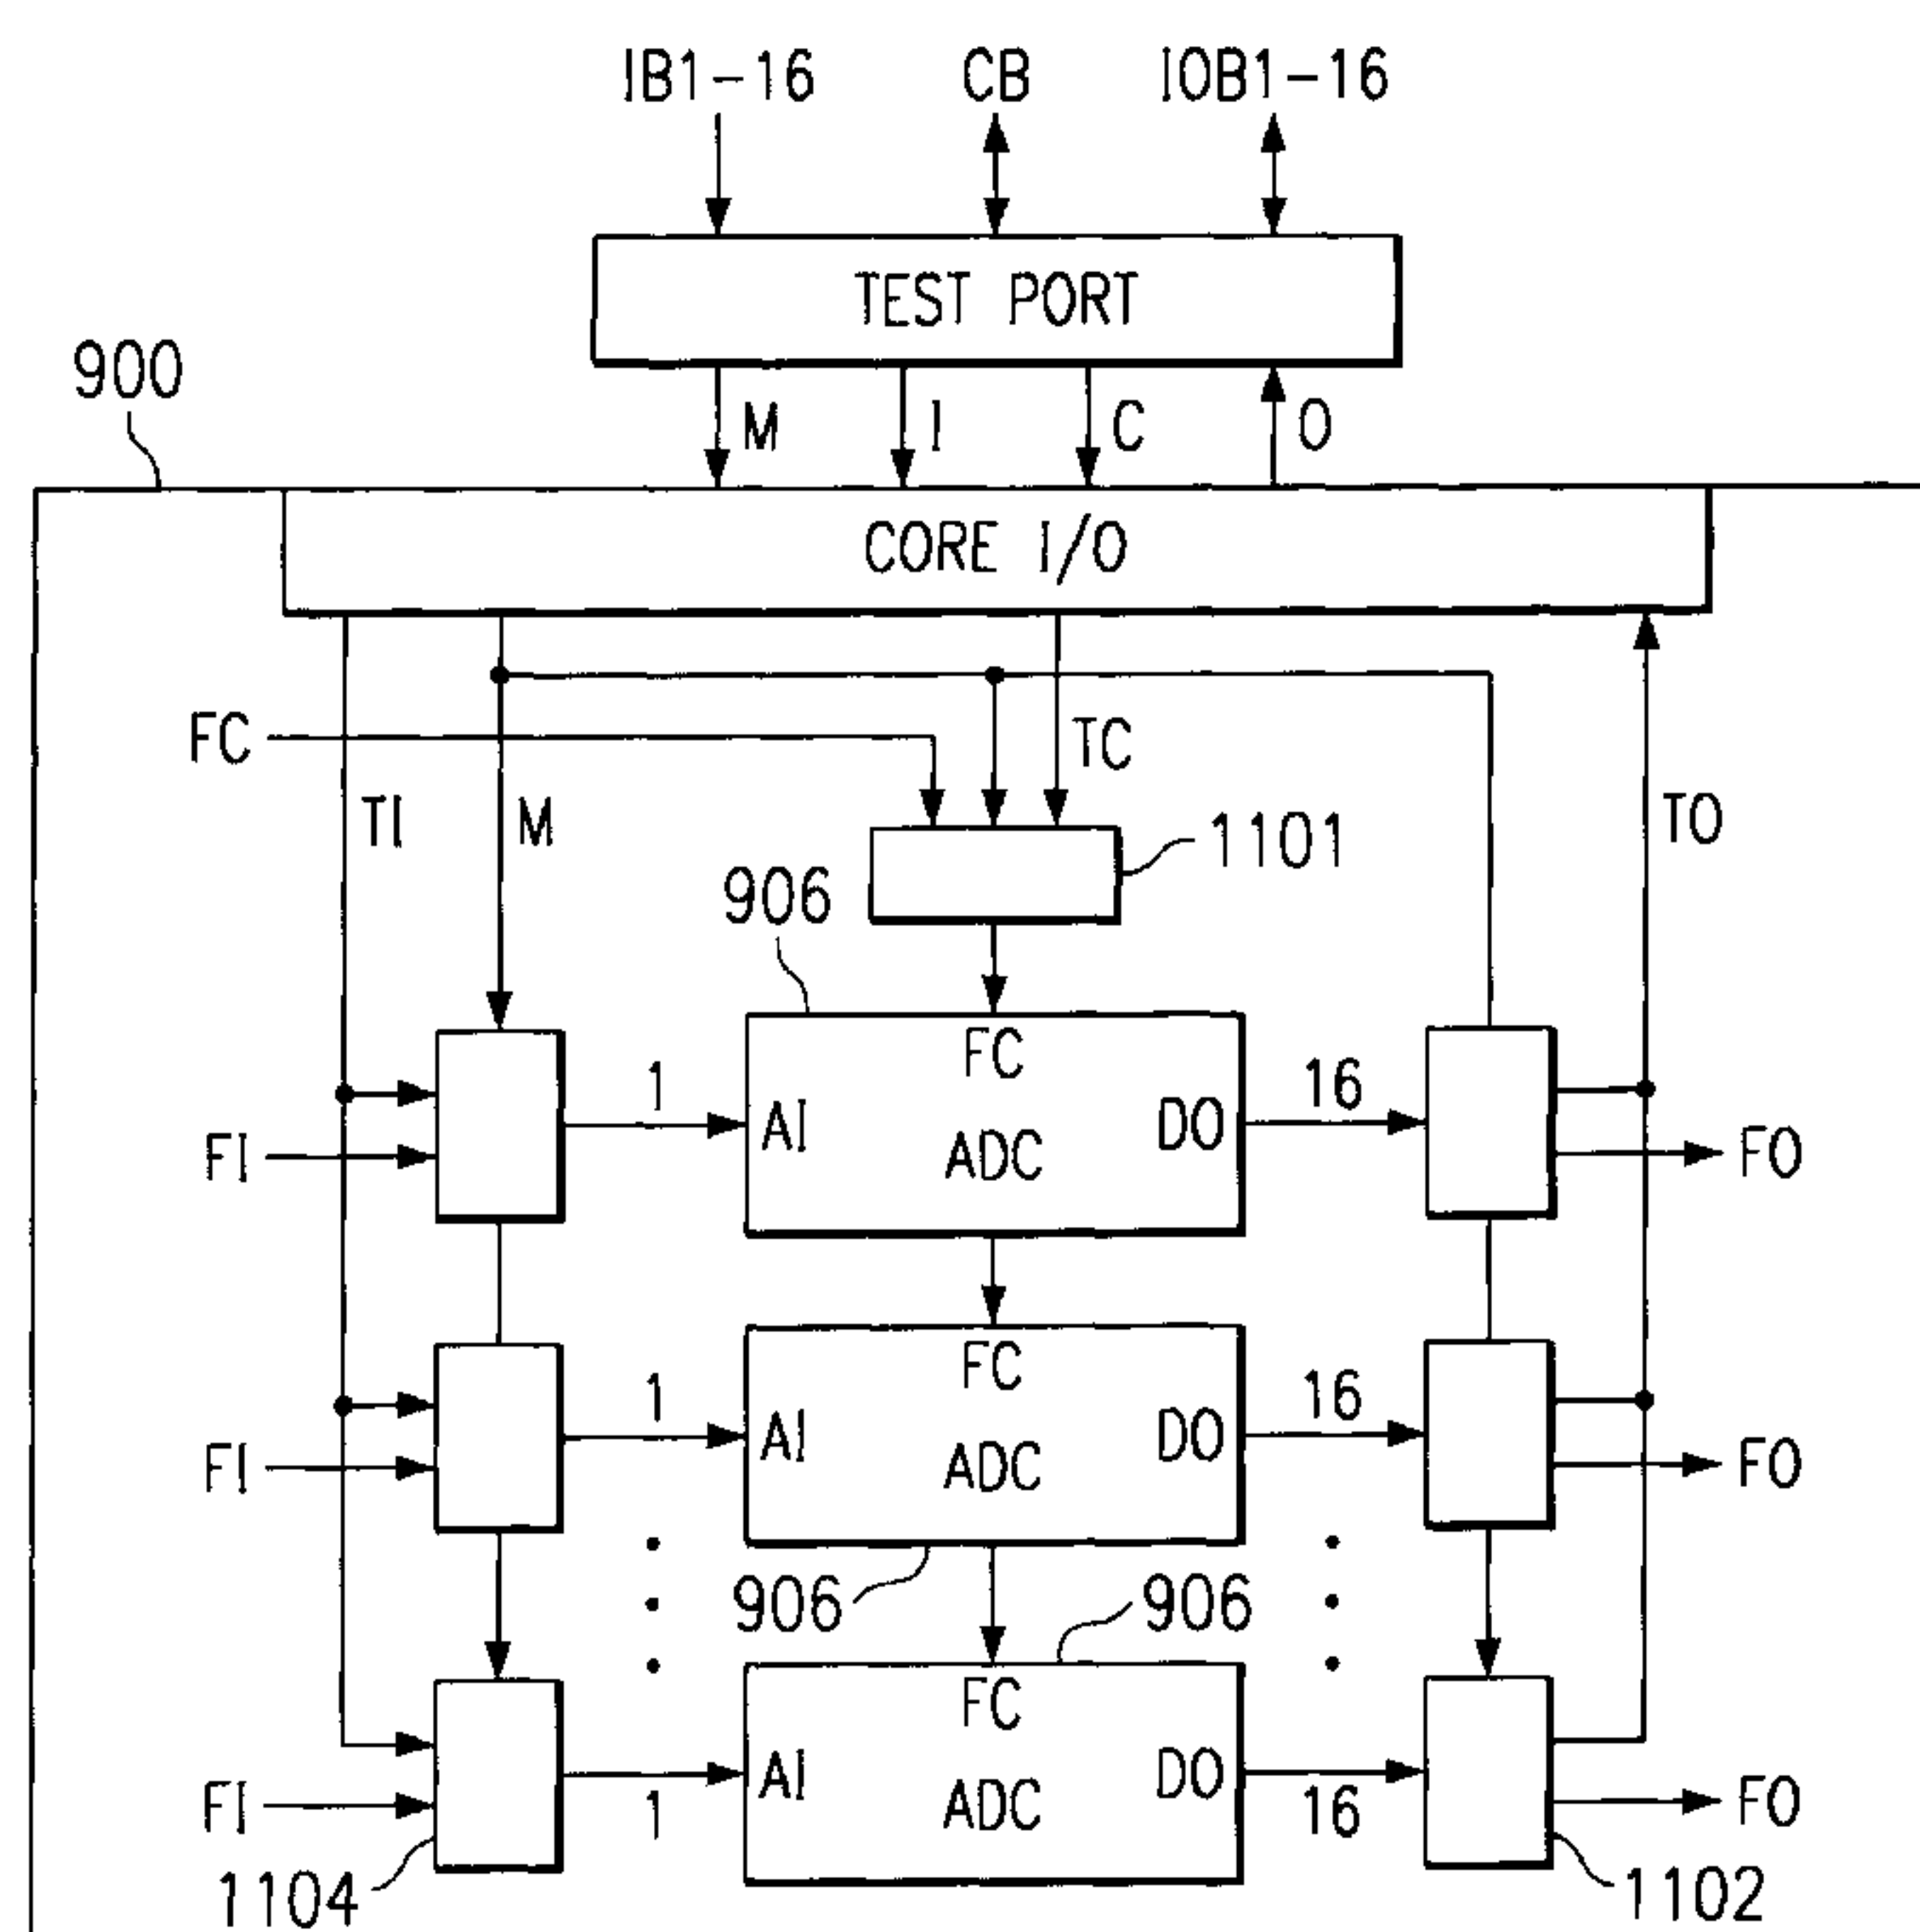 IB1-16 CB IOB1-16
TEST PORT
900
M I C O
CORE I/O
FC
TC
TI M TO
1101
906
FC
1 16
AI DO
FI ADC FO
FC
1 16
AI DO
FI ADC FO
906 906
FC
AI DO
FI 1 ADC 16 FO
1104 1102